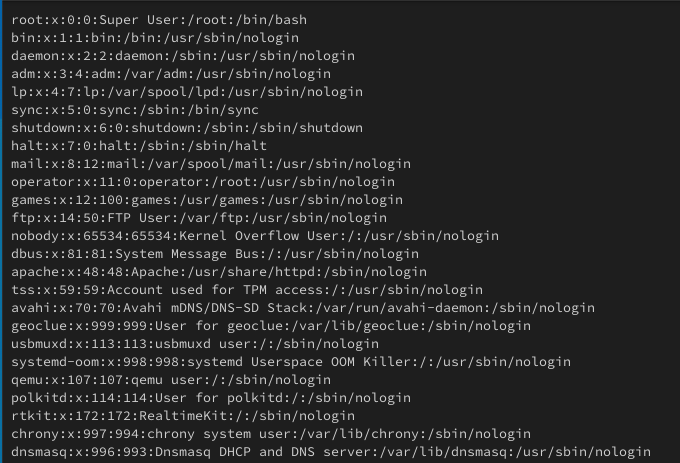 root:x:0:0:Super User:/root:/bin/bash
bin:x:1:1:bin:/bin:/usr/sbin/nologin
daemon:x:2:2:daemon:/sbin:/usr/sbin/nologin
adm:x:3:4:adm:/var/adm:/usr/sbin/nologin
lp:x:4:7:lp:/var/spool/lpd:/usr/sbin/nologin
sync:x:5:0:sync:/sbin:/bin/sync
shutdown:x:6:0:shutdown:/sbin:/sbin/shutdown
halt:x:7:0:halt:/sbin:/sbin/halt
mail:x:8:12:mail:/var/spool/mail:/usr/sbin/nologin
operator:x:11:0:operator:/root:/usr/sbin/nologin
games:x:12:100:games:/usr/games:/usr/sbin/nologin
ftp:x:14:50:FTP User:/var/ftp:/usr/sbin/nologin
nobody:x:65534:65534:Kernel Overflow User:/:/usr/sbin/nologin
dbus:x:81:81:System Message Bus:/:/usr/sbin/nologin
apache:x:48:48:Apache:/usr/share/httpd:/sbin/nologin
tss:x:59:59:Account used for TPM access:/:/usr/sbin/nologin
avahi:x:70:70:Avahi mDNS/DNS-SD Stack:/var/run/avahi-daemon:/sbin/nologin
geoclue:x:999:999:User for geoclue:/var/lib/geoclue:/sbin/nologin
usbmuxd:x:113:113:usbmuxd user:/:/sbin/nologin
systemd-oom:x:998:998:systemd Userspace OOM Killer:/:/usr/sbin/nologin
qemu:x:107:107:qemu user:/:/sbin/nologin
polkitd:x:114:114:User for polkitd:/:/sbin/nologin
rtkit:x:172:172:RealtimeKit:/:/sbin/nologin
chrony:x:997:994:chrony system user:/var/lib/chrony:/sbin/nologin
dnsmasq:x:996:993:Dnsmasq DHCP and DNS server:/var/lib/dnsmasq:/usr/sbin/nologin